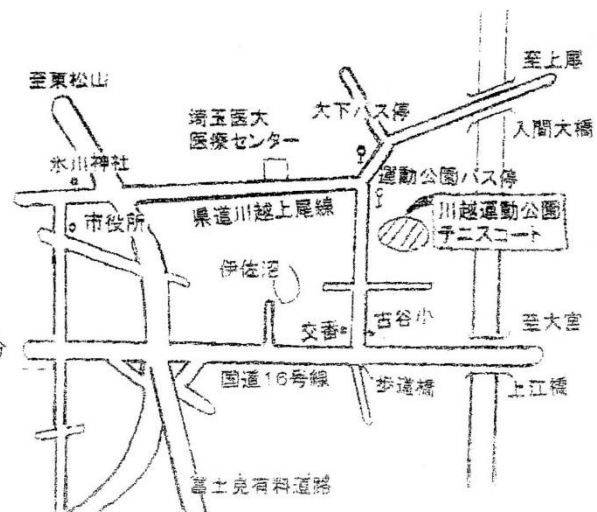 至上尾
至東松山
大下バス停
埼玉医大
医療センター
入間大橋
氷川神社
運動公園バス停
県道川越上尾線
川越運動公園
テニスコート
市役所
伊佐沼
至大宮
交番
古谷小
国道16号線
歩道橋
上江橋
富士見有料道路